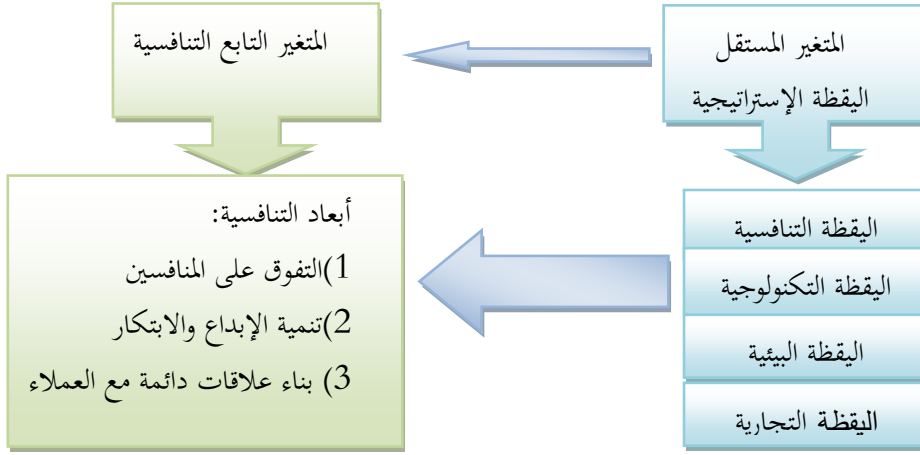 المتغير المستقل
اليقظة الإستراتيجية
المتغير التابع التنافسية
اليقظة التنافسية
اليقظة التكنولوجية
اليقظة البيئية
اليقظة التجارية
أبعاد التنافسية:
1)التفوق على المنافسين
2)تنمية الإبداع والابتكار
3) بناء علاقات دائمة مع العملاء